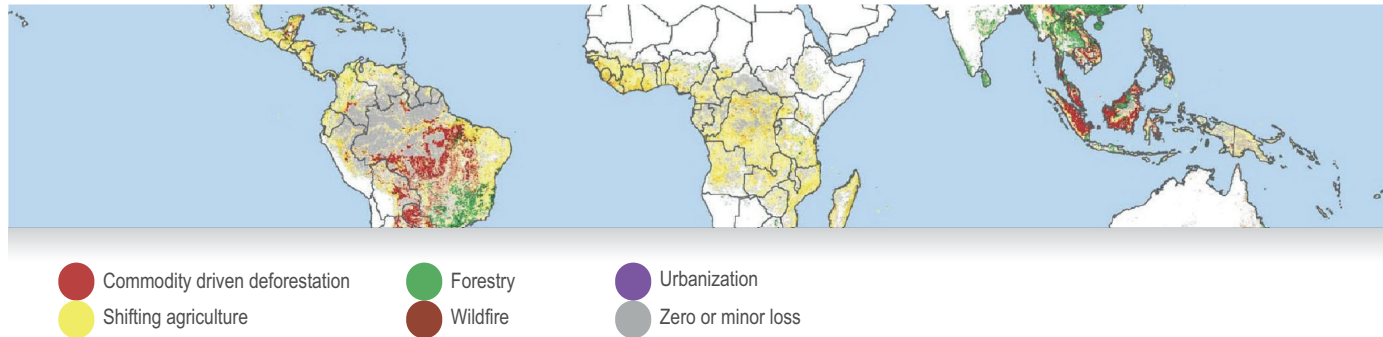 Commodity driven deforestation
Forestry
Urbanization
Shifting agriculture
Wildfire
Zero or minor loss